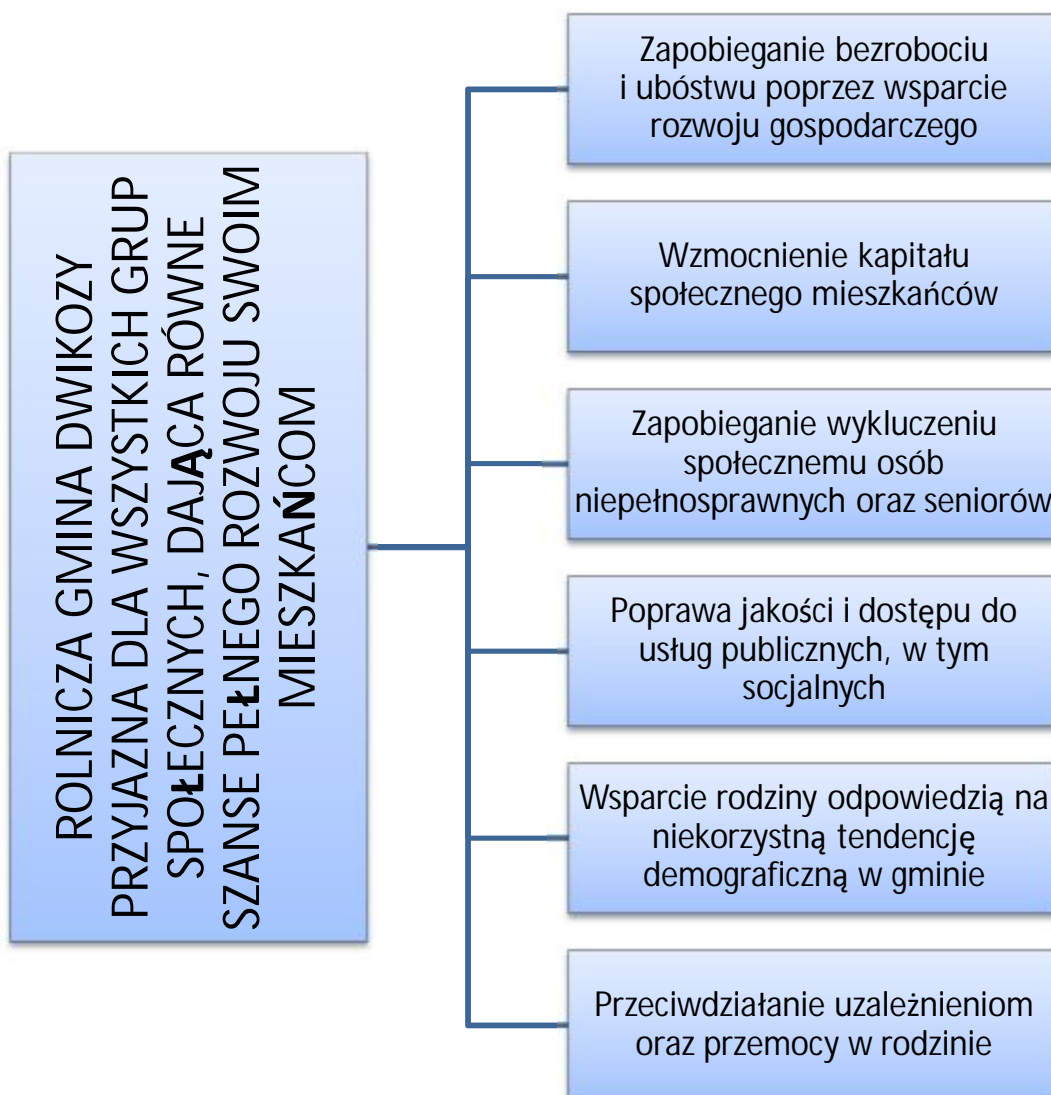 ROLNICZA GMINA DWIKOZY
PRZYJAZNA DLA WSZYSTKICH GRUP
SPOŁECZNYCH, DAJĄCA RÓWNE
SZANSE PEŁNEGO ROZWOJU SWOIM
MIESZKAŃCOM
Zapobieganie bezrobociu
i ubóstwu poprzez wsparcie
rozwoju gospodarczego
Wzmocnienie kapitału
społecznego mieszkańców
Zapobieganie wykluczeniu
społecznemu osób
niepełnosprawnych oraz seniorów
Poprawa jakości i dostępu do
usług publicznych, w tym
socjalnych
Wsparcie rodziny odpowiedzią na
niekorzystną tendencję
demograficzną w gminie
Przeciwdziałanie uzależnieniom
oraz przemocy w rodzinie